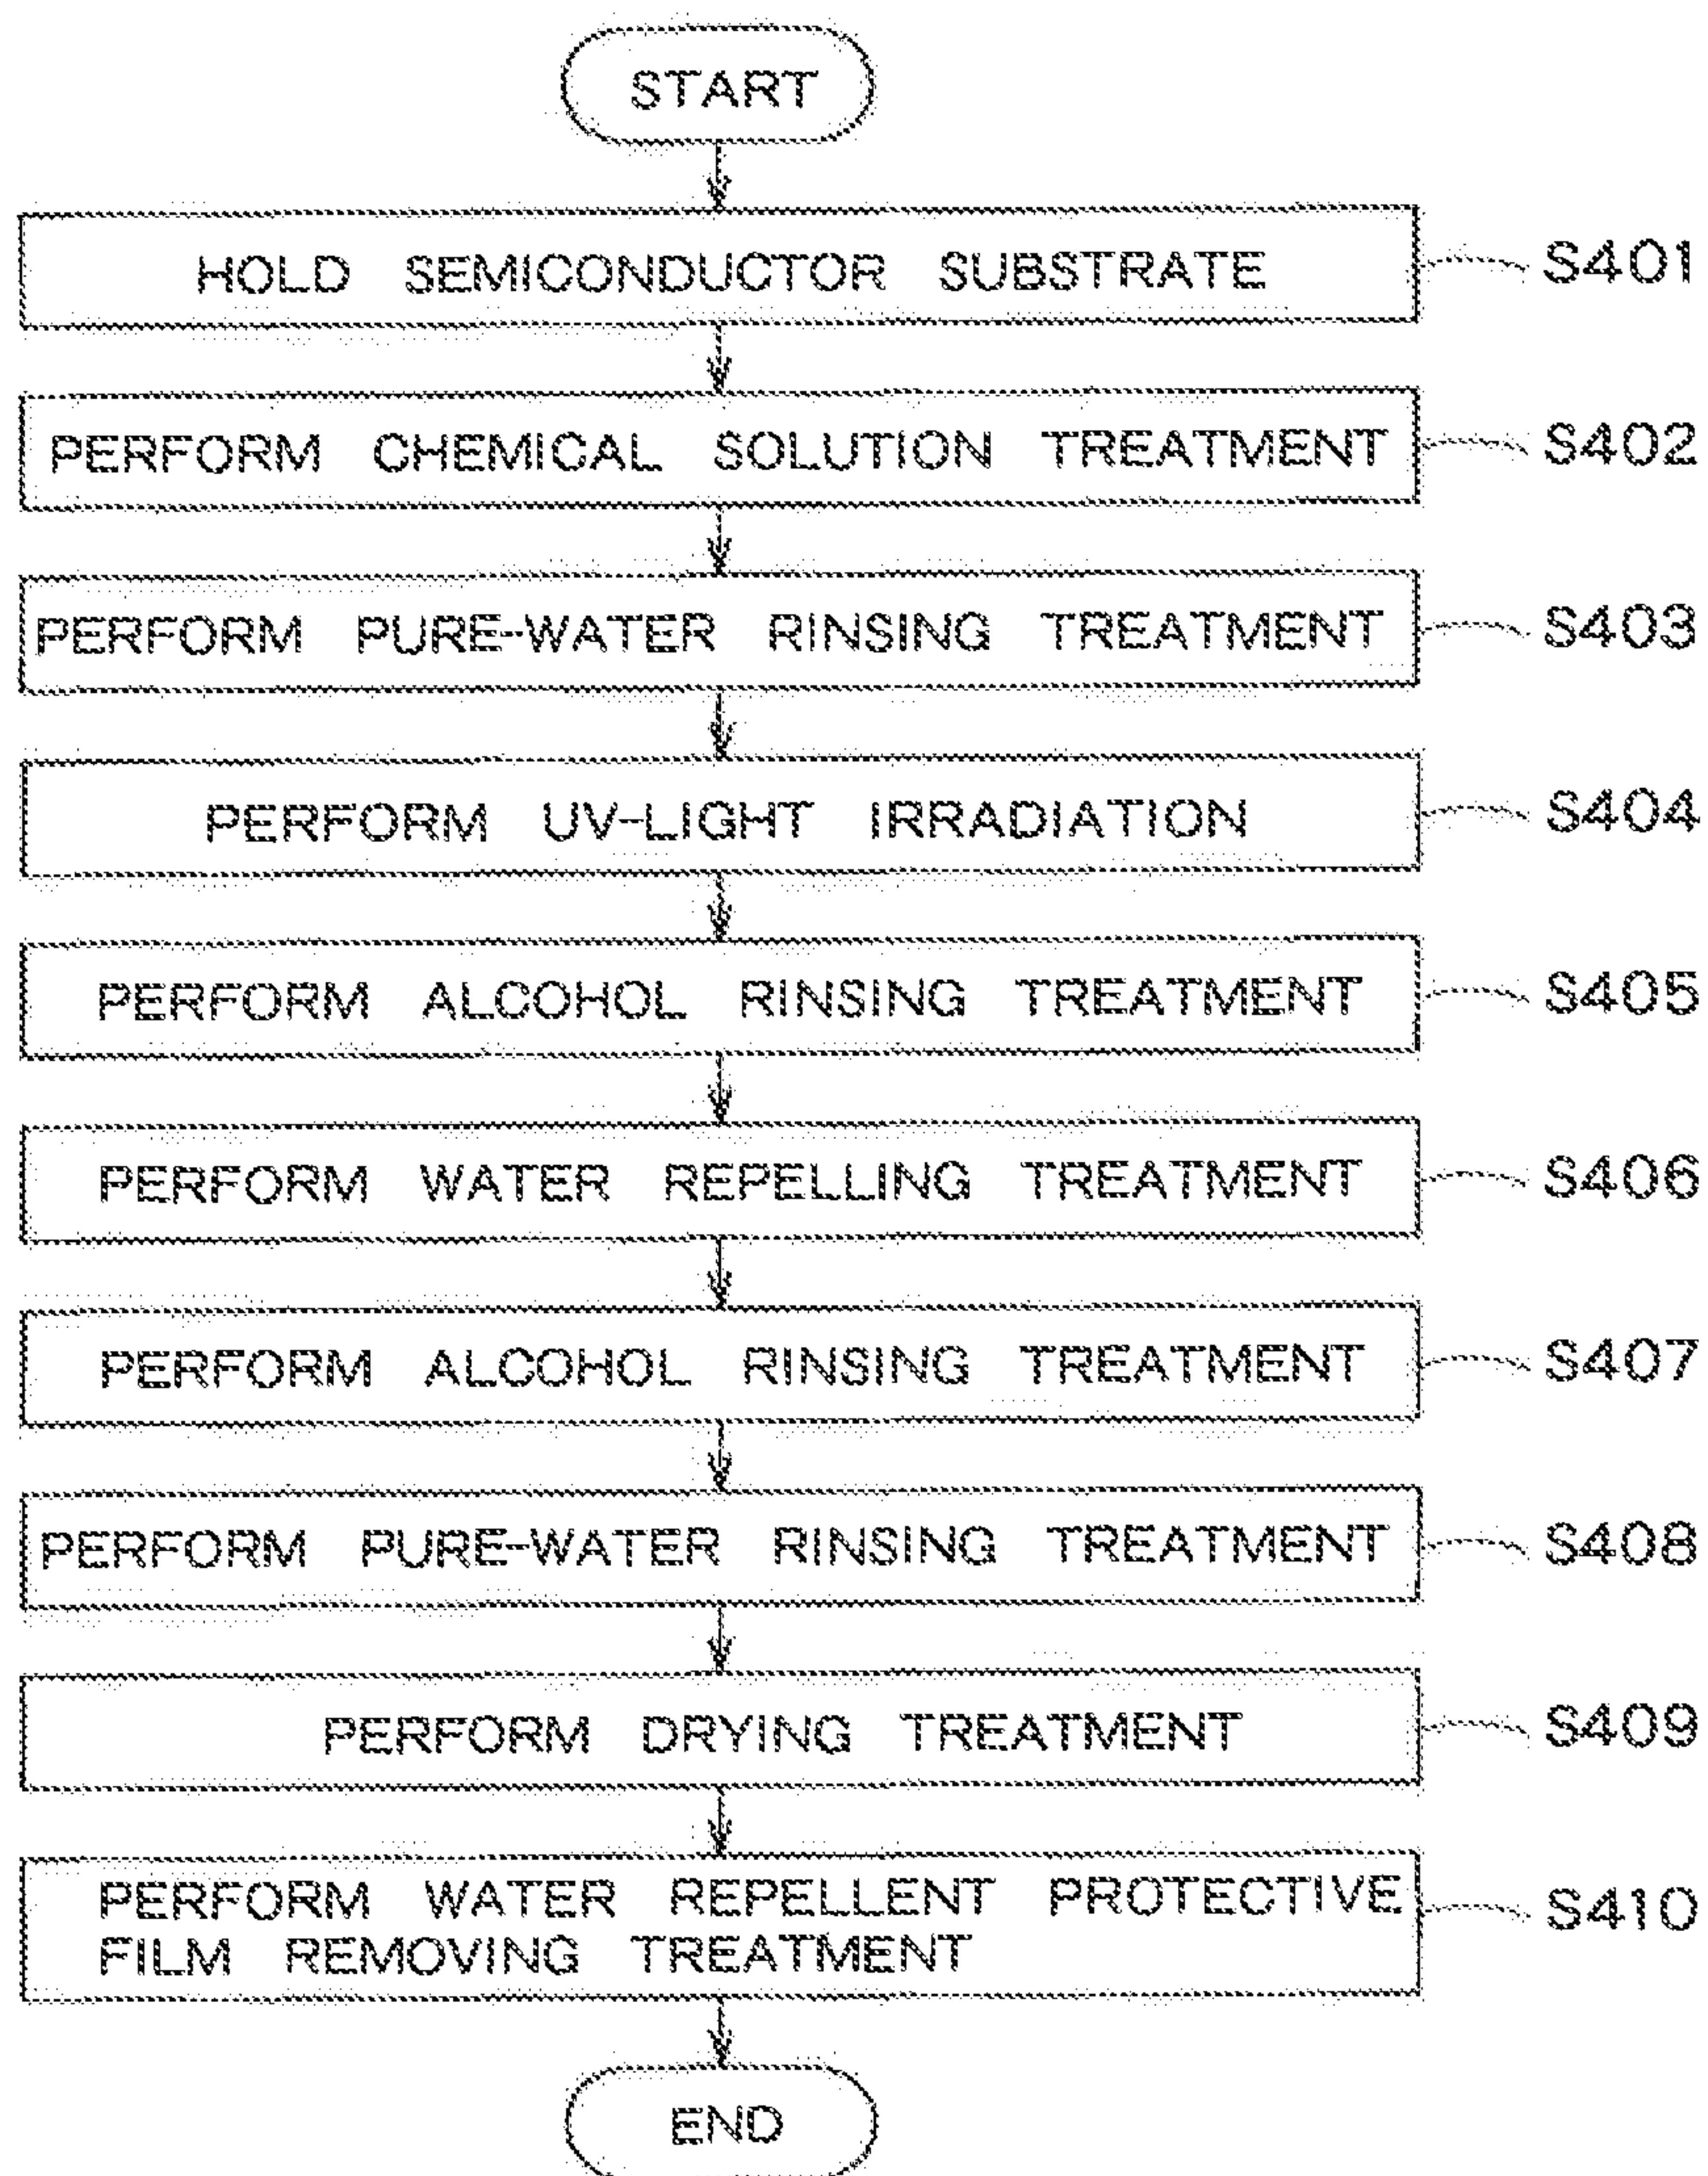 START
HOLD SEMICONDUCTOR SUBSTRATE S401
PERFORM CHEMICAL SOLUTION TREATMENT S402
PERFORM PURE-WATER RINSING TREATMENT S403
PERFORM UV-LIGHT IRRADIATION S404
PERFORM ALCOHOL RINSING TREATMENT S405
PERFORM WATER REPELLING TREATMENT S406
PERFORM ALCOHOL RINSING TREATMENT S407
PERFORM PURE-WATER RINSING TREATMENT S408
PERFORM DRYING TREATMENT S409
PERFORM WATER REPELLENT PROTECTIVE S410
FILM REMOVING TREATMENT
END